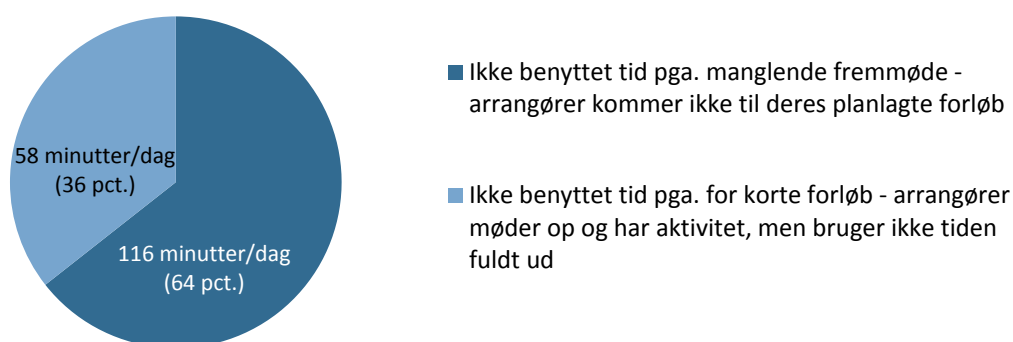 58 minutter/dag
(36 pct.)
116 minutter/dag
(64 pct.)
Ikke benyttet tid pga. manglende fremmøde -
arrangører kommer ikke til deres planlagte forløb
Ikke benyttet tid pga. for korte forløb - arrangører
møder op og har aktivitet, men bruger ikke tiden
fuldt ud